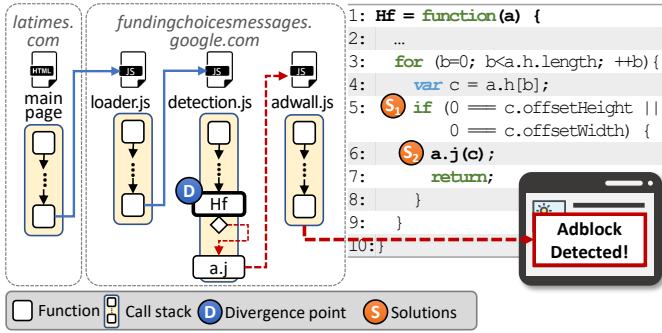 latimes.
com
fundingchoicesmessages.
google.com
HTML
JS
JS
JS
main
page
loader.js
detection.js
adwall.js
D
Hf
a.j
1: Hf = function(a) {
2: …
3: for (b=0; b<a.h.length; ++b){
4: var c = a.h[b];
5: S1 if (0 === c.offsetHeight ||
0 === c.offsetWidth) {
6: S2 a.j(c);
7: return;
8: }
9: }
10:}
Adblock
Detected!
Function
Call stack
D Divergence point
S Solutions